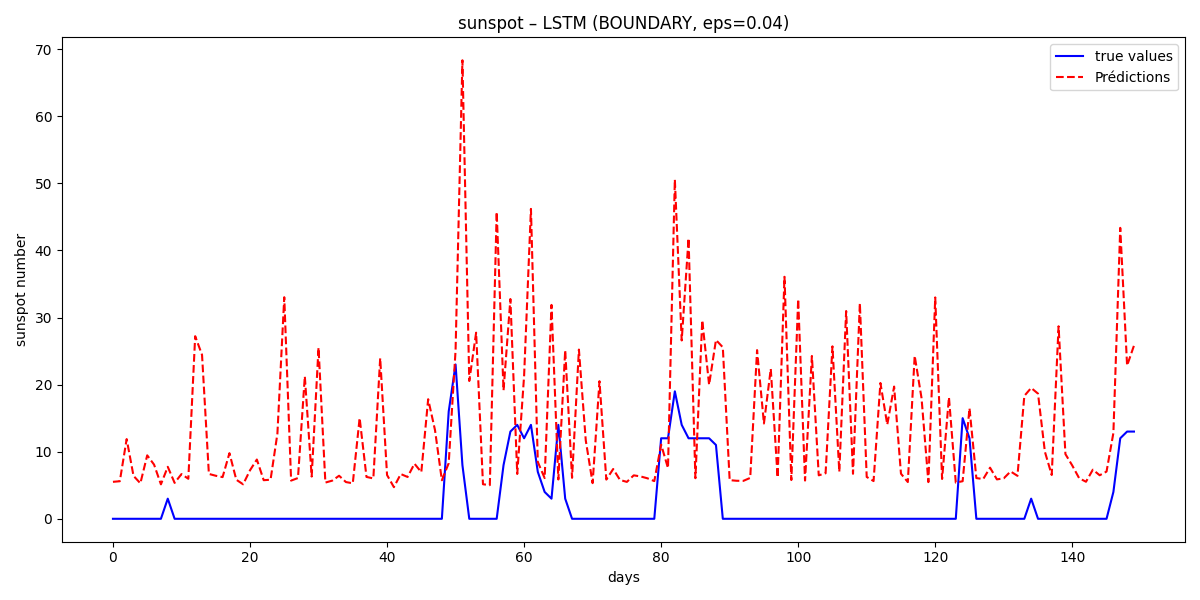 sunspot – LSTM (BOUNDARY, eps=0.04)
true values
Prédictions
sunspot number
70
60
50
40
30
20
10
0
0 20 40 60 80 100 120 140
days